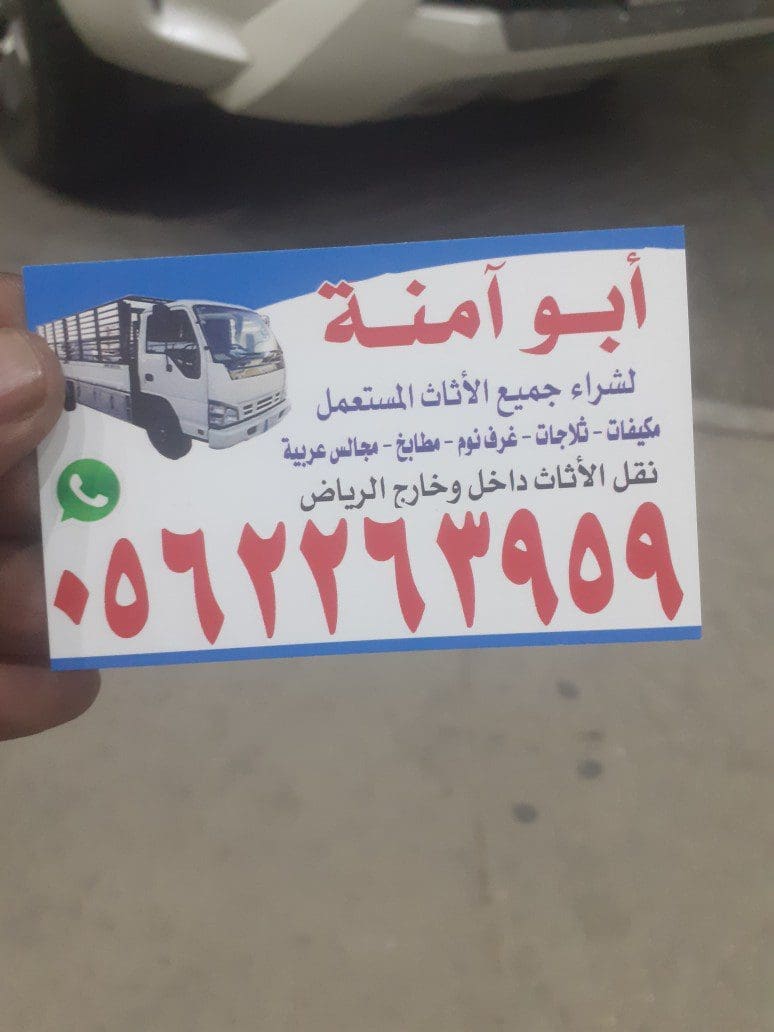 أبو آمنة
لشراء جميع الأثاث المستعمل
مكيفات - ثلاجات - غرف نوم - مطابخ - مجالس عربية
نقل الأثاث داخل وخارج الرياض
٠٥٦٢٢٦٣٩٥٩